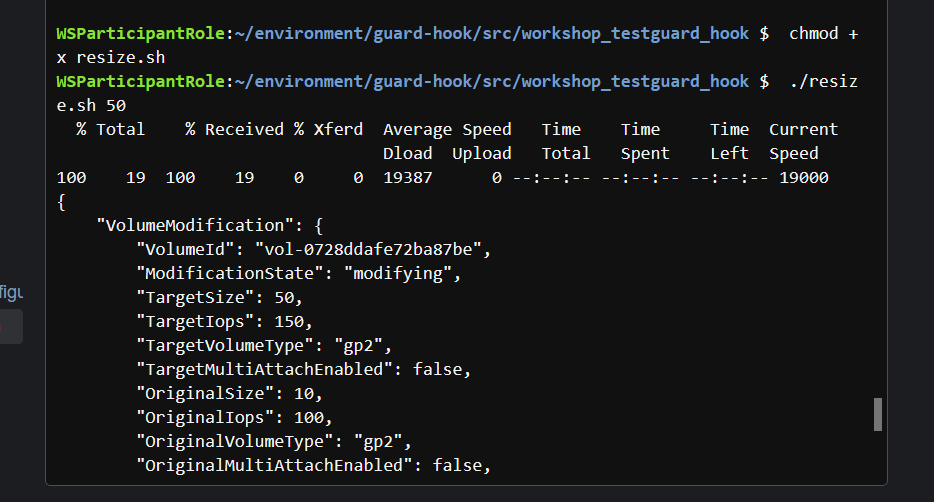 WSParticipantRole:~/environment/guard-hook/src/workshop_testguard_hook $  chmod +
x resize.sh
WSParticipantRole:~/environment/guard-hook/src/workshop_testguard_hook $  ./resiz
e.sh 50
  % Total    % Received % Xferd  Average Speed   Time    Time     Time  Current
                                 Dload  Upload   Total   Spent    Left  Speed
100    19  100    19    0     0  19387      0 --:--:-- --:--:-- --:--:-- 19000
{
    "VolumeModification": {
        "VolumeId": "vol-0728ddafe72ba87be",
        "ModificationState": "modifying",
        "TargetSize": 50,
        "TargetIops": 150,
        "TargetVolumeType": "gp2",
        "TargetMultiAttachEnabled": false,
        "OriginalSize": 10,
        "OriginalIops": 100,
        "OriginalVolumeType": "gp2",
        "OriginalMultiAttachEnabled": false,